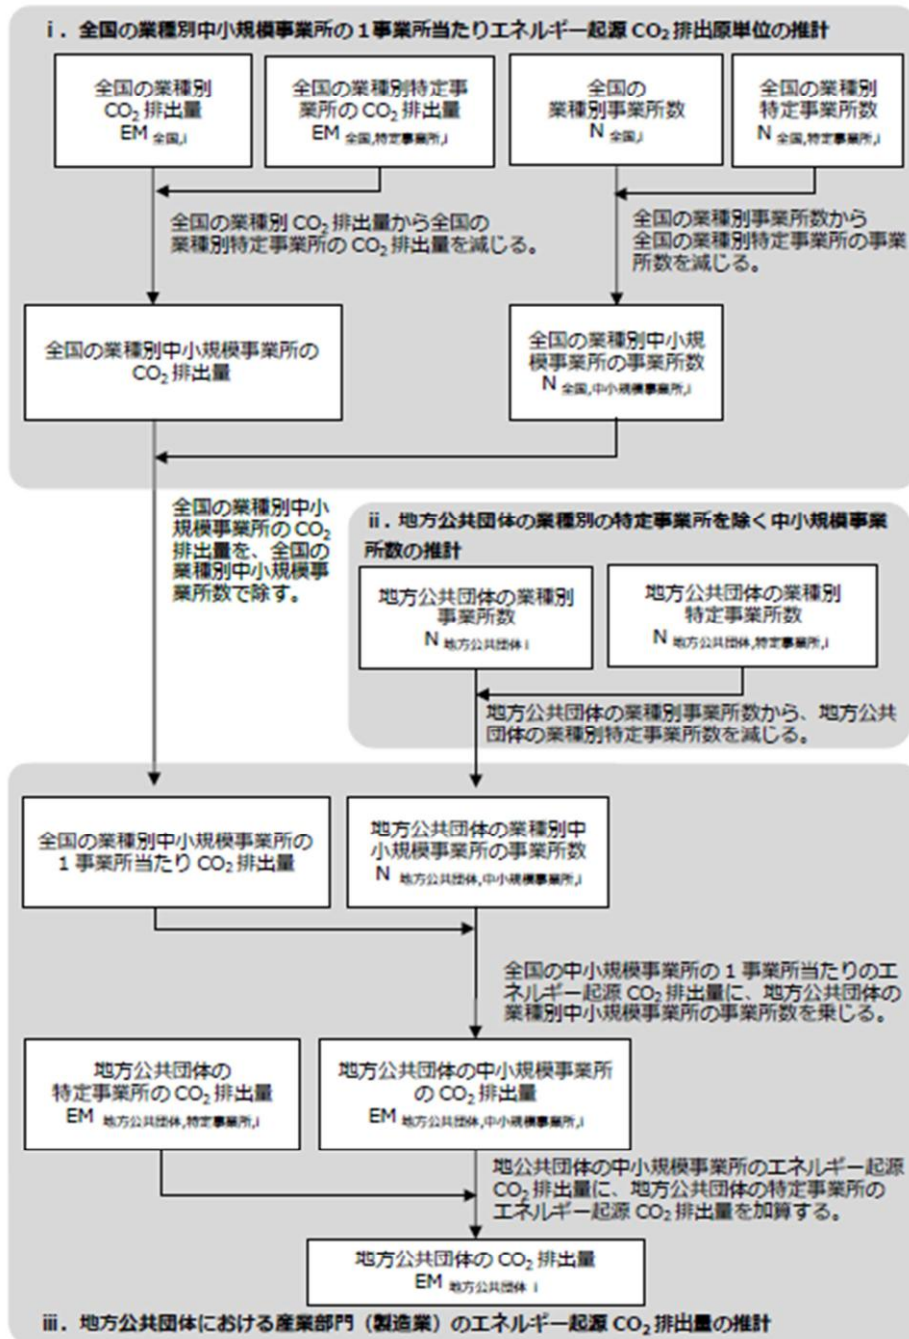 i．全国の業種別中小規模事業所の1事業所当たりエネルギー起源 CO₂ 排出原単位の推計
全国の業種別
CO₂ 排出量
EM 全国,i
全国の業種別特定事
業所の CO₂ 排出量
EM 全国,特定事業所,i
全国の
業種別事業所数
N 全国,i
全国の業種別
特定事業所数
N 全国,特定事業所,i
全国の業種別 CO₂ 排出量から全国の
業種別特定事業所の CO₂ 排出量を減じる。
全国の業種別事業所数から
全国の業種別特定事業所の事業
所数を減じる。
全国の業種別中小規模事業所の
CO₂ 排出量
全国の業種別中小規
模事業所の事業所数
N 全国,中小規模事業所,i
全国の業種別中小
規模事業所の CO₂
排出量を、全国の
業種別中小規模事
業所数で除す。
ii．地方公共団体の業種別の特定事業所を除く中小規模事業
所数の推計
地方公共団体の業種別
事業所数
N 地方公共団体 i
地方公共団体の業種別
特定事業所数
N 地方公共団体,特定事業所,i
地方公共団体の業種別事業所数から、地方公共
団体の業種別特定事業所数を減じる。
全国の業種別中小規模事業所の
1 事業所当たり CO₂ 排出量
地方公共団体の業種別中
小規模事業所の事業所数
N 地方公共団体,中小規模事業所,i
全国の中小規模事業所の 1 事業所当たりのエ
ネルギー起源 CO₂ 排出量に、地方公共団体の
業種別中小規模事業所の事業所数を乗じる。
地方公共団体の
特定事業所の CO₂ 排出量
EM 地方公共団体,特定事業所,i
地方公共団体の中小規模事業所
の CO₂ 排出量
EM 地方公共団体,中小規模事業所,i
地公共団体の中小規模事業所のエネルギー起源
CO₂ 排出量に、地方公共団体の特定事業所の
エネルギー起源 CO₂ 排出量を加算する。
地方公共団体の CO₂ 排出量
EM 地方公共団体 i
iii．地方公共団体における産業部門（製造業）のエネルギー起源 CO₂ 排出量の推計